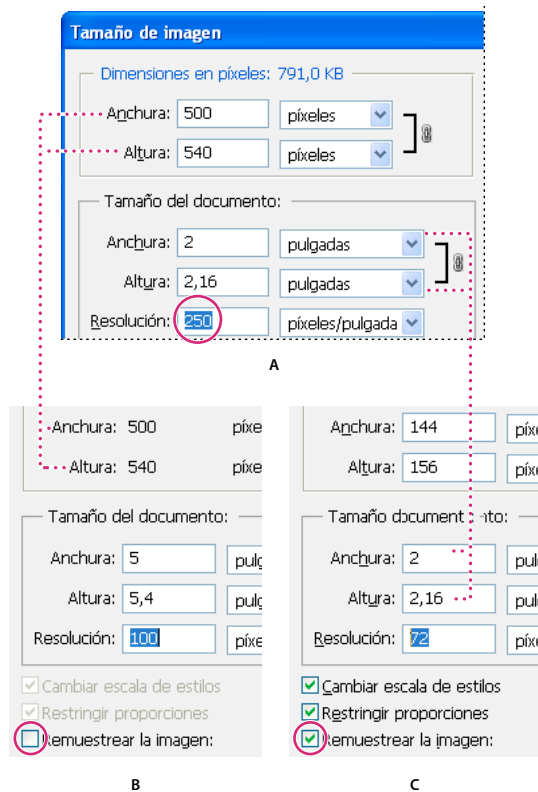 Tamaño de imagen
Dimensiones en píxeles: 791,0 KB
Anchura: 500 píxeles
Altura: 540 píxeles
Tamaño del documento:
Anchura: 2 pulgadas
Altura: 2,16 pulgadas
Resolución: 250 píxeles/pulgada
A
Anchura: 500 píxe
Altura: 540 píxe
Tamaño del documento:
Anchura: 5 pulg
Altura: 5,4 pulg
Resolución: 100 píxe
Cambiar escala de estilos
Restringir proporciones
Remuestrear la imagen:
B
Anchura: 144 píxe
Altura: 156 píxe
Tamaño document nto:
Anchura: 2 pul
Altura: 2,16 pul
Resolución: 72 píxe
Cambiar escala de estilos
Restringir proporciones
Remuestrear la imagen:
C